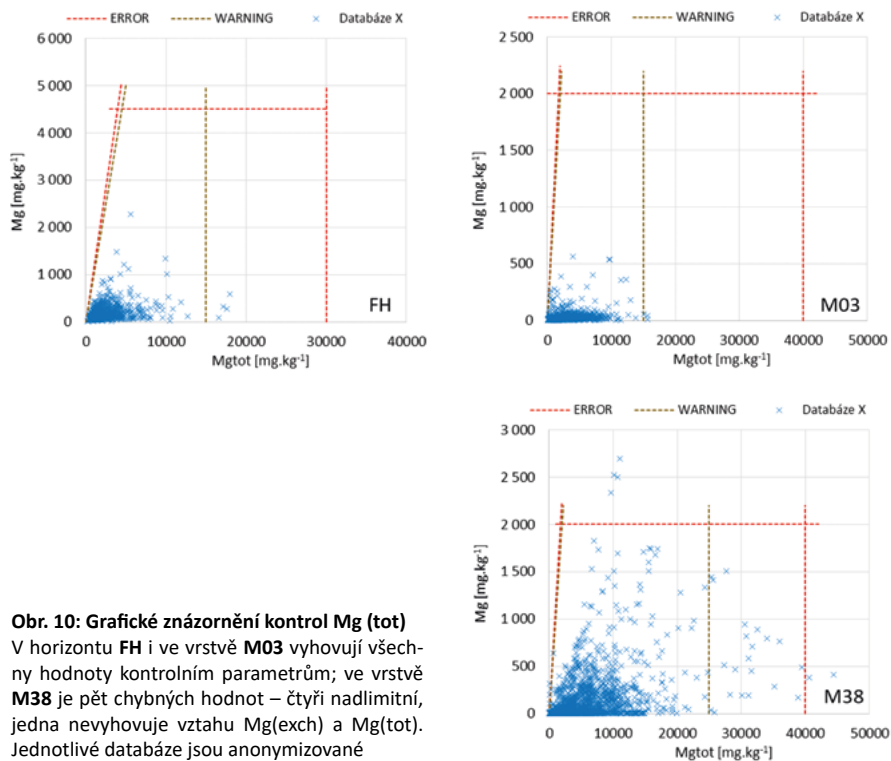 ERROR WARNING Databáze X
6 000
5 000
4 000
3 000
2 000
1 000
0
Mg [mg.kg-1]
0 10000 20000 30000 40000
Mgtot [mg.kg-1]
FH
ERROR WARNING Databáze X
2 500
2 000
1 500
1 000
500
0
Mg [mg.kg-1]
0 10000 20000 30000 40000 50000
Mgtot [mg.kg-1]
M03
ERROR WARNING Databáze X
3 000
2 500
2 000
1 500
1 000
500
0
Mg [mg.kg-1]
0 10000 20000 30000 40000 50000
Mgtot [mg.kg-1]
M38
Obr. 10: Grafické znázornění kontrol Mg (tot)
V horizontu FH i ve vrstvě M03 vyhovují všech-
ny hodnoty kontrolním parametrům; ve vrstvě
M38 je pět chybných hodnot – čtyři nadlimitní,
jedna nevyhovuje vztahu Mg(exch) a Mg(tot).
Jednotlivé databáze jsou anonymizované